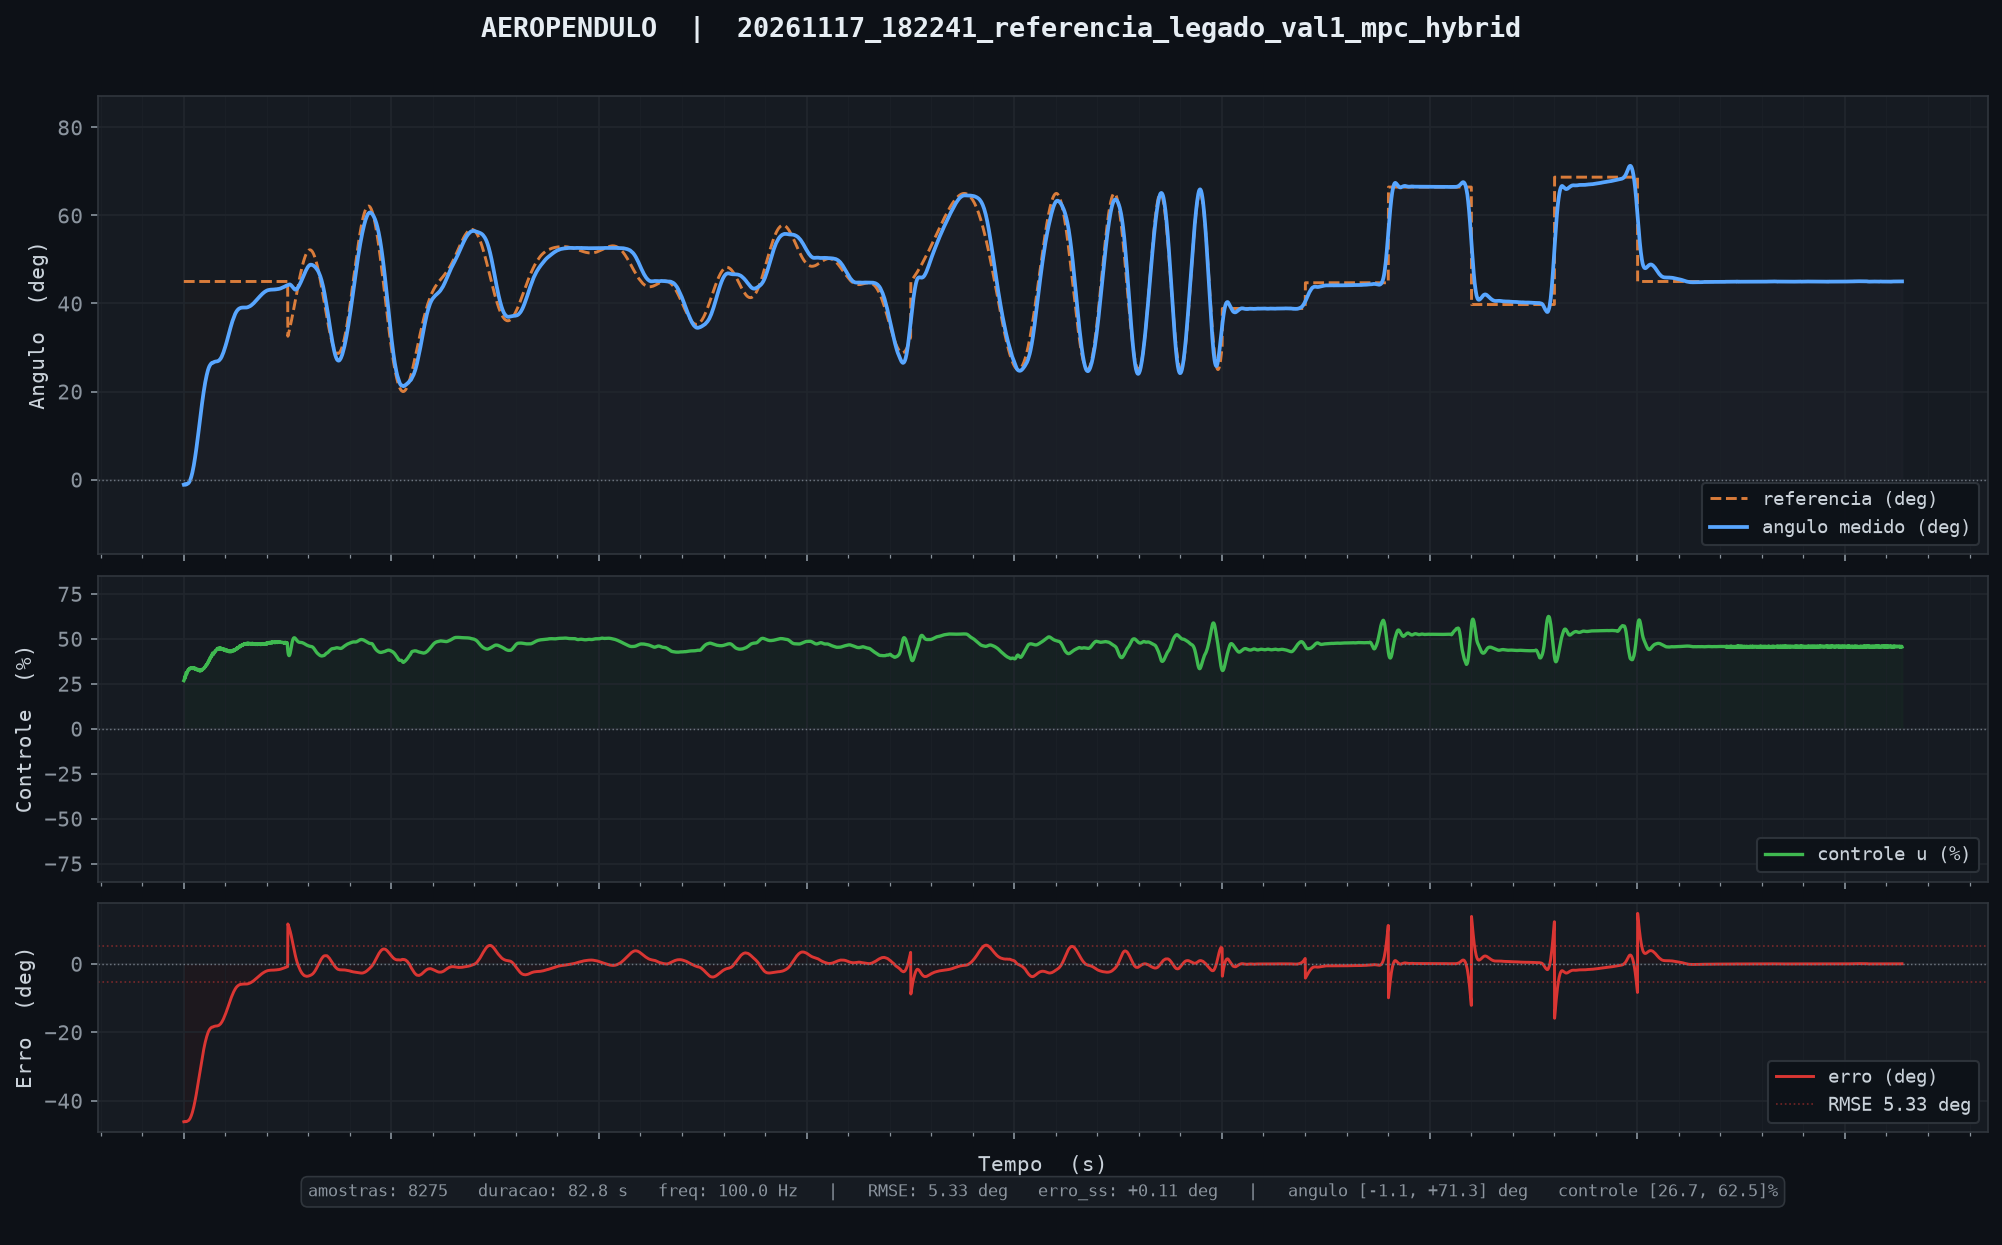 AEROPENDULO | 20261117_182241_referencia_legado_val1_mpc_hybrid
80
60
40
20
0
Angulo (deg)
referencia (deg)
angulo medido (deg)
75
50
25
0
−25
−50
−75
Controle (%)
controle u (%)
0
−20
−40
Erro (deg)
erro (deg)
RMSE 5.33 deg
Tempo (s)
amostras: 8275 duracao: 82.8 s freq: 100.0 Hz | RMSE: 5.33 deg erro_ss: +0.11 deg | angulo [-1.1, +71.3] deg controle [26.7, 62.5]%